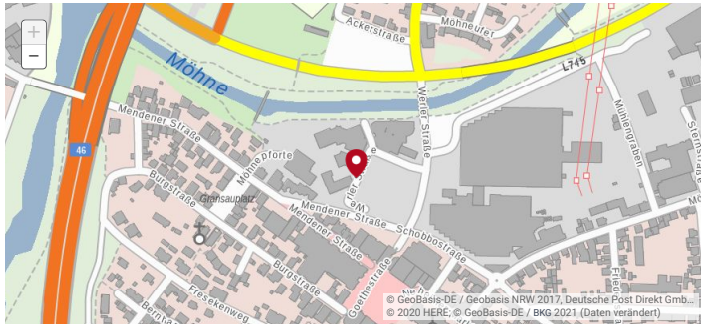 +
−
Ackerstraße
Möhneufer
Möhne
L745
Werler Straße
Mühlengraben
Sternstraße
Mendener Straße
46
Möhnepforte
Burgstraße
Gransauplatz
Mendener Straße
Schobbostraße
Mendener Straße
Burgstraße
Goethestraße
Fresekenweg
© GeoBasis-DE / Geobasis NRW 2017, Deutsche Post Direkt Gmb...
© 2020 HERE; © GeoBasis-DE / BKG 2021 (Daten verändert)